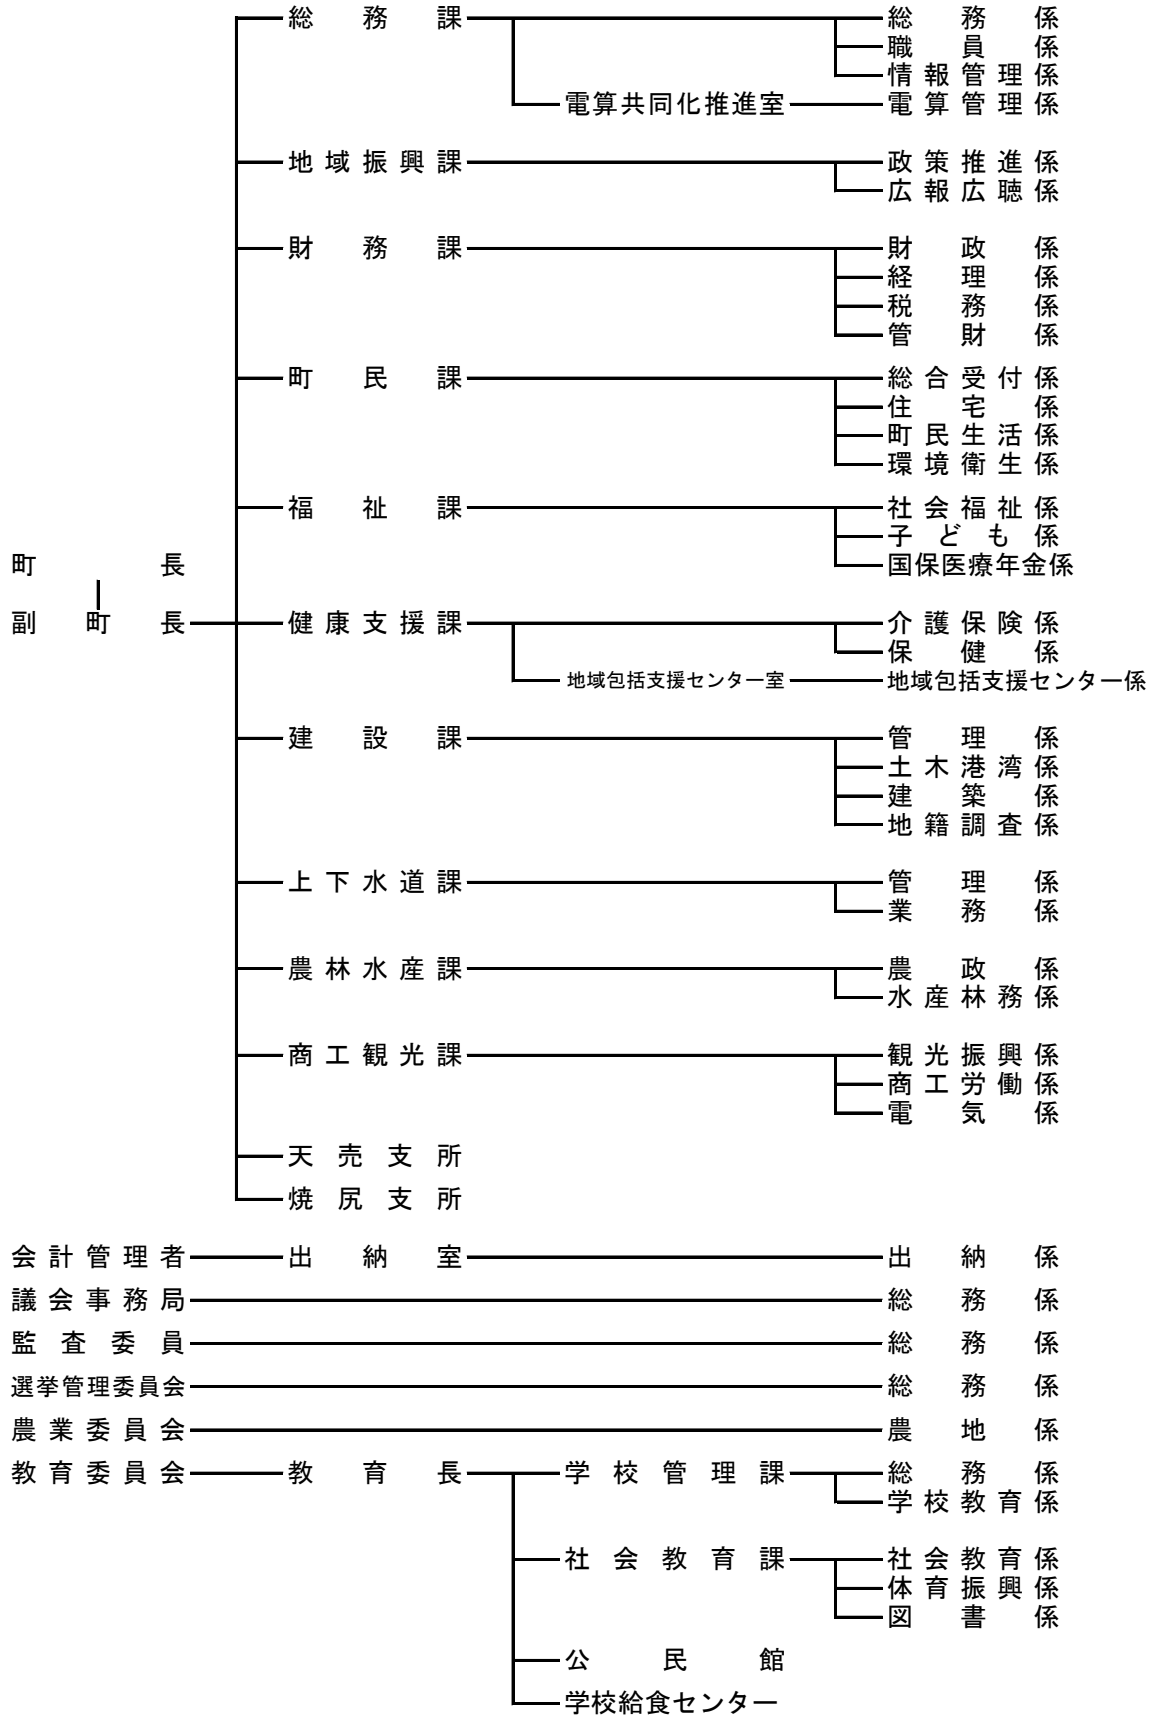 総務課 総務係
職員係
情報管理係
電算共同化推進室 電算管理係
地域振興課 政策推進係
広報広聴係
財務課 財政係
経理係
税務係
管財係
町民課 総合受付係
住宅係
町民生活係
環境衛生係
福祉課 社会福祉係
子ども係
町長 国保医療年金係
副町長 健康支援課 介護保険係
保健係
地域包括支援センター室 地域包括支援センター係
建設課 管理係
土木港湾係
建築係
地籍調査係
上下水道課 管理係
業務係
農林水産課 農政係
水産林務係
商工観光課 観光振興係
商工労働係
電気係
天売支所
焼尻支所
会計管理者 出納室 出納係
議会事務局 総務係
監査委員 総務係
選挙管理委員会 総務係
農業委員会 農地係
教育委員会 教育長 学校管理課 総務係
学校教育係
社会教育課 社会教育係
体育振興係
図書係
公民館
学校給食センター